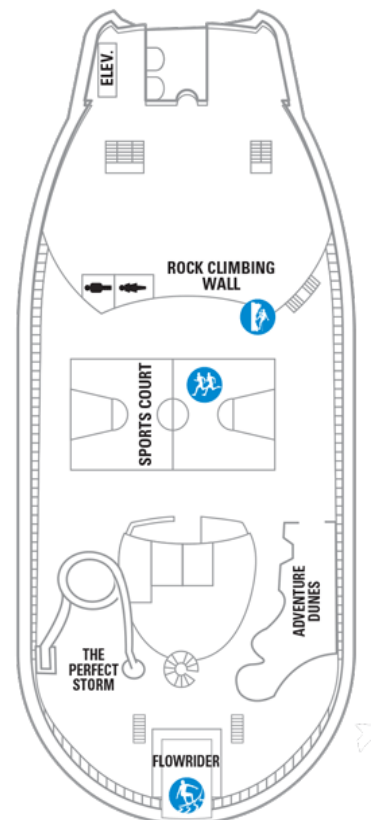 ELEV.
ROCK CLIMBING
WALL
SPORTS COURT
ADVENTURE
DUNES
THE
PERFECT
STORM
FLOWRIDER